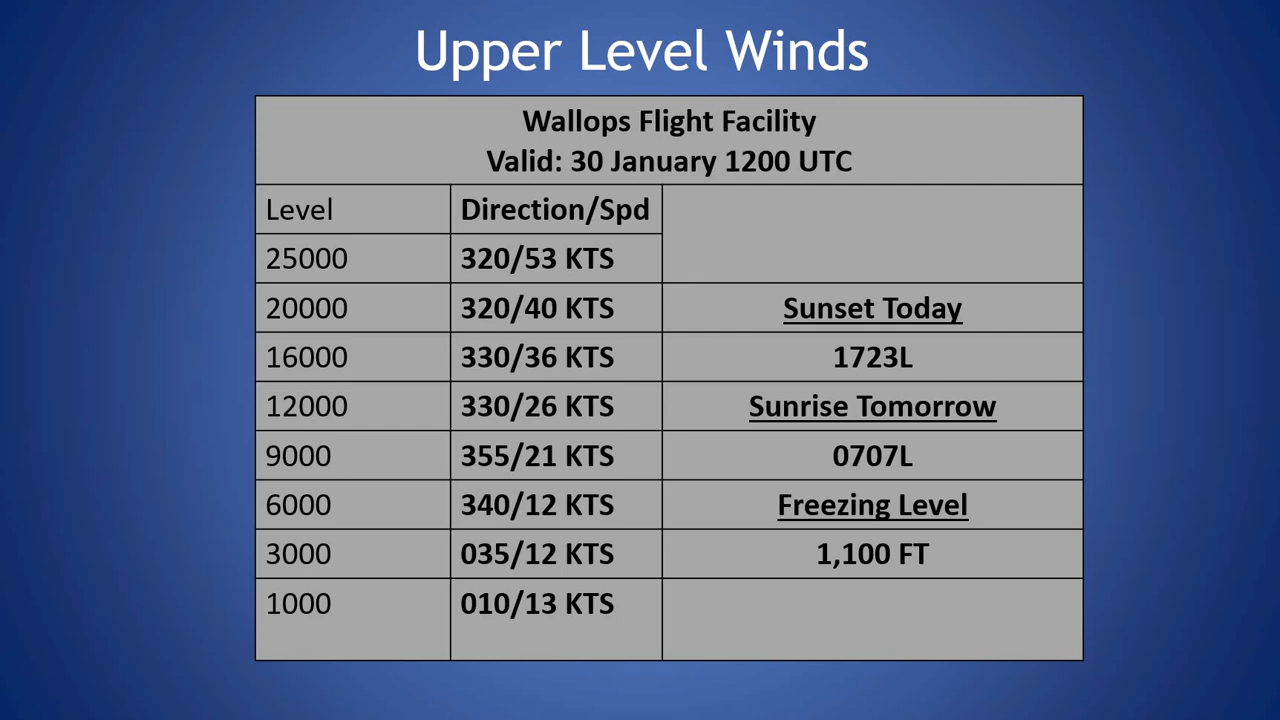 Upper Level Winds
Wallops Flight Facility
Valid: 30 January 1200 UTC
Level Direction/Spd
25000 320/53 KTS
20000 320/40 KTS Sunset Today
16000 330/36 KTS 1723L
12000 330/26 KTS Sunrise Tomorrow
9000 355/21 KTS 0707L
6000 340/12 KTS Freezing Level
3000 035/12 KTS 1,100 FT
1000 010/13 KTS